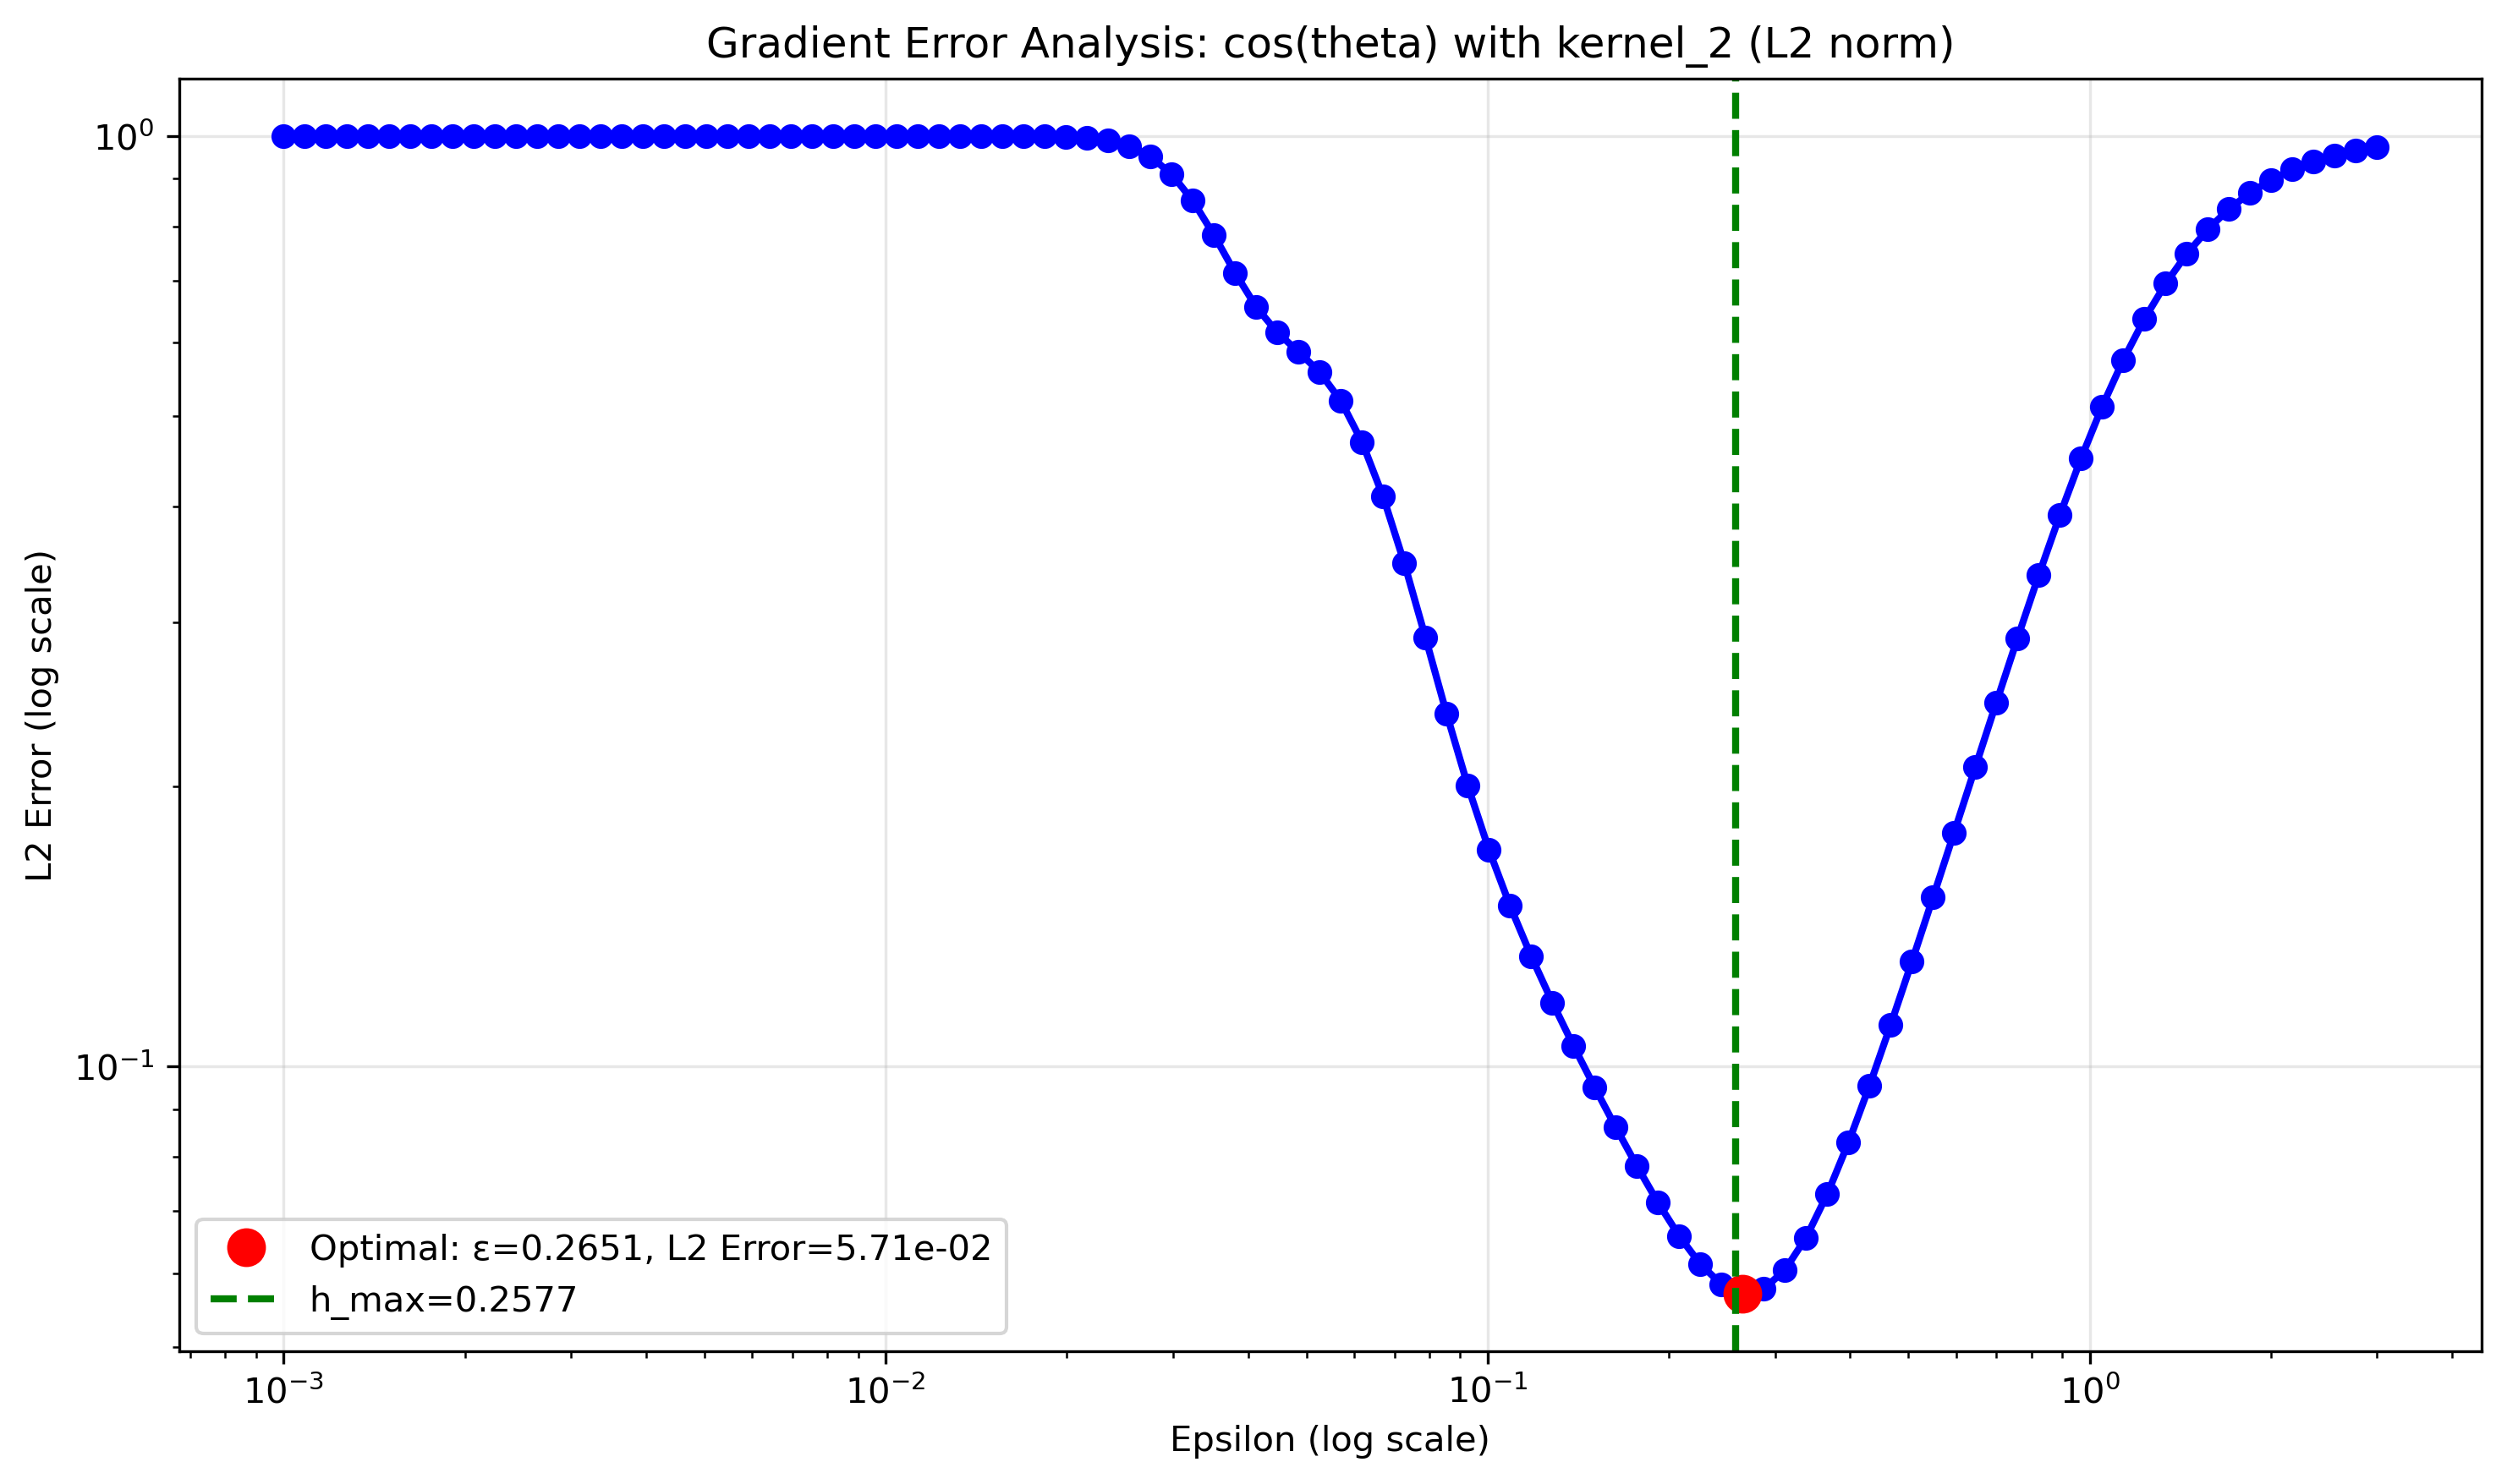 Gradient Error Analysis: cos(theta) with kernel_2 (L2 norm)
L2 Error (log scale)
10⁰
10⁻¹
Optimal: ε=0.2651, L2 Error=5.71e-02
h_max=0.2577
10⁻³ 10⁻² 10⁻¹ 10⁰
Epsilon (log scale)